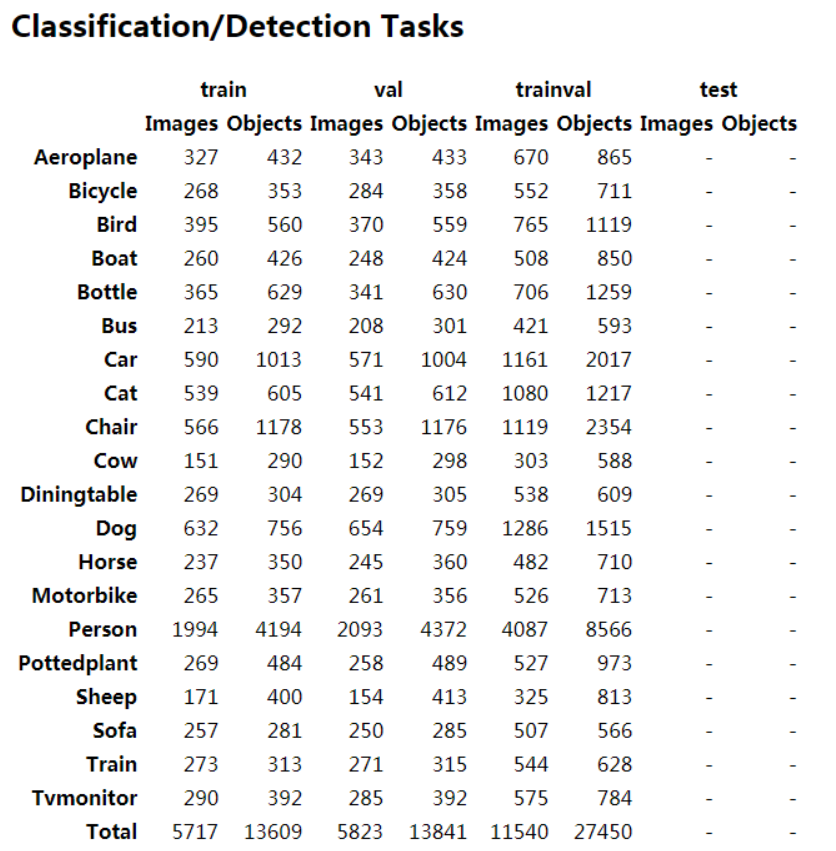 Classification/Detection Tasks
train val trainval test
Images Objects Images Objects Images Objects Images Objects
Aeroplane 327 432 343 433 670 865 - -
Bicycle 268 353 284 358 552 711 - -
Bird 395 560 370 559 765 1119 - -
Boat 260 426 248 424 508 850 - -
Bottle 365 629 341 630 706 1259 - -
Bus 213 292 208 301 421 593 - -
Car 590 1013 571 1004 1161 2017 - -
Cat 539 605 541 612 1080 1217 - -
Chair 566 1178 553 1176 1119 2354 - -
Cow 151 290 152 298 303 588 - -
Diningtable 269 304 269 305 538 609 - -
Dog 632 756 654 759 1286 1515 - -
Horse 237 350 245 360 482 710 - -
Motorbike 265 357 261 356 526 713 - -
Person 1994 4194 2093 4372 4087 8566 - -
Pottedplant 269 484 258 489 527 973 - -
Sheep 171 400 154 413 325 813 - -
Sofa 257 281 250 285 507 566 - -
Train 273 313 271 315 544 628 - -
Tvmonitor 290 392 285 392 575 784 - -
Total 5717 13609 5823 13841 11540 27450 - -